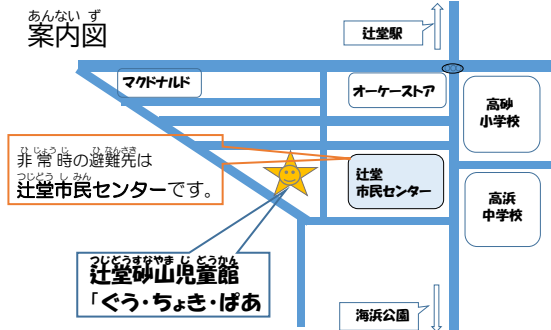 あんない ず
案内図
辻堂駅
マクドナルド
オーケーストア
高砂
小学校
ひ じょう じ ひ なんさき
非常時の避難先は
つじどう し みん
辻堂市民センターです。
辻堂
市民センター
高浜
中学校
つじどうすなやま じ どうかん
辻堂砂山児童館
「ぐう・ちょき・ぱあ
海浜公園